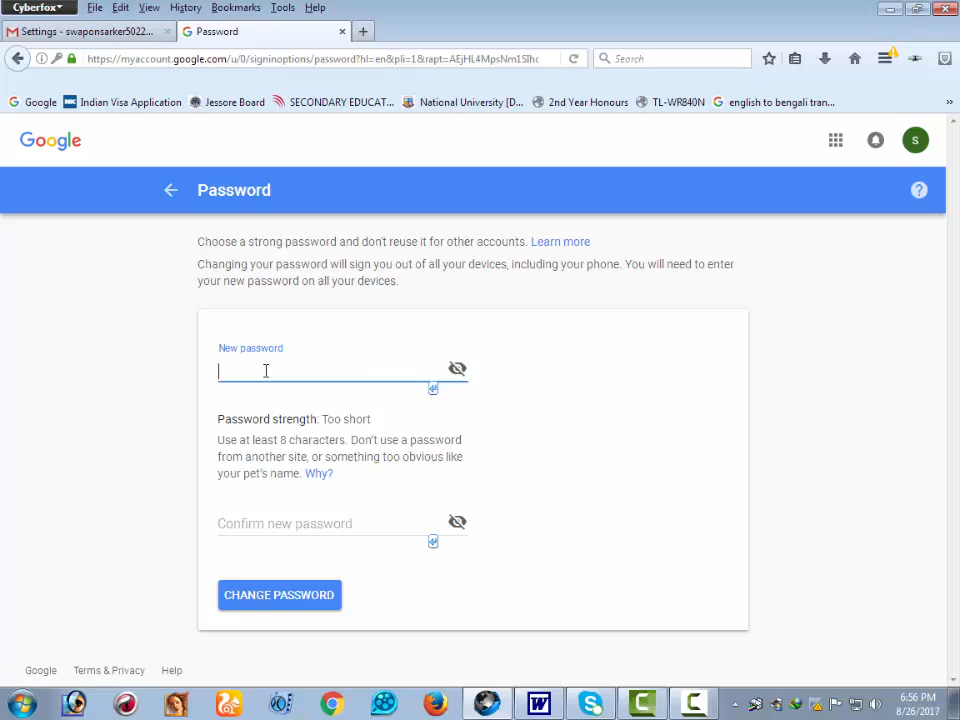 Cyberfox File Edit View History Bookmarks Tools Help
Settings - swaponsarker5022... × Password ×
https://myaccount.google.com/u/0/signinoptions/password?hl=en&pli=1&rapt=AEjHL4MpsNm1SIhc Search
Google Indian Visa Application Jessore Board SECONDARY EDUCAT... National University [D... 2nd Year Honours TL-WR840N english to bengali tran... »
Google S
Password ?
Choose a strong password and don't reuse it for other accounts. Learn more
Changing your password will sign you out of all your devices, including your phone. You will need to enter
your new password on all your devices.
New password
Password strength: Too short
Use at least 8 characters. Don't use a password
from another site, or something too obvious like
your pet's name. Why?
Confirm new password
CHANGE PASSWORD
Google Terms & Privacy Help
6:56 PM
8/26/2017